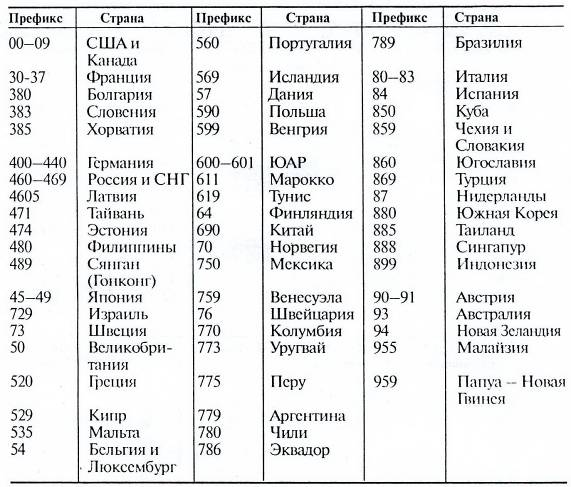 Префикс Страна Префикс Страна Префикс Страна
00–09 США и 560 Португалия 789 Бразилия
Канада
30-37 Франция 569 Исландия 80–83 Италия
380 Болгария 57 Дания 84 Испания
383 Словения 590 Польша 850 Куба
385 Хорватия 599 Венгрия 859 Чехия и
Словакия
400–440 Германия 600–601 ЮАР 860 Югославия
460–469 Россия и СНГ 611 Марокко 869 Турция
4605 Латвия 619 Тунис 87 Нидерланды
471 Тайвань 64 Финляндия 880 Южная Корея
474 Эстония 690 Китай 885 Таиланд
480 Филиппины 70 Норвегия 888 Сингапур
489 Сянган 750 Мексика 899 Индонезия
(Гонконг)
45–49 Япония 759 Венесуэла 90–91 Австрия
729 Израиль 76 Швейцария 93 Австралия
73 Швеция 770 Колумбия 94 Новая Зеландия
50 Великобри- 773 Уругвай 955 Малайзия
тания
520 Греция 775 Перу 959 Папуа – Новая
Гвинея
529 Кипр 779 Аргентина
535 Мальта 780 Чили
54 Бельгия и 786 Эквадор
Люксембург